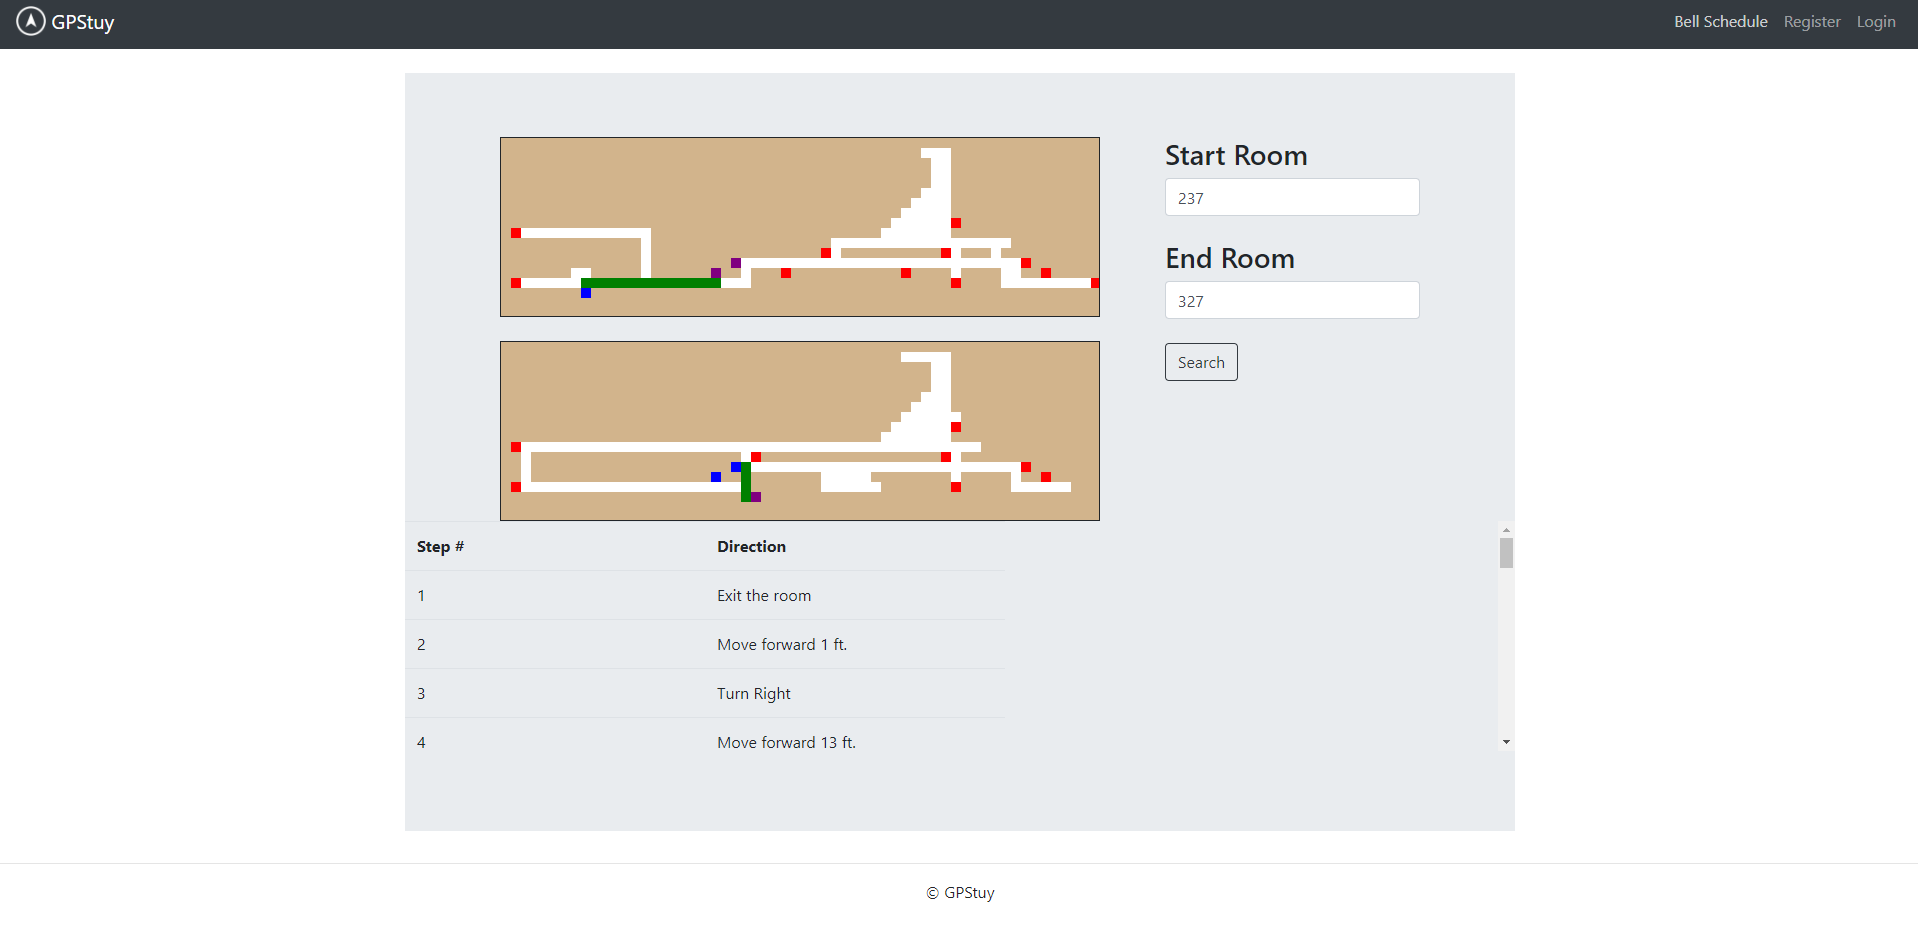 GPStuy
Bell Schedule Register Login
Start Room
237
End Room
327
Search
Step # Direction
1 Exit the room
2 Move forward 1 ft.
3 Turn Right
4 Move forward 13 ft.
© GPStuy